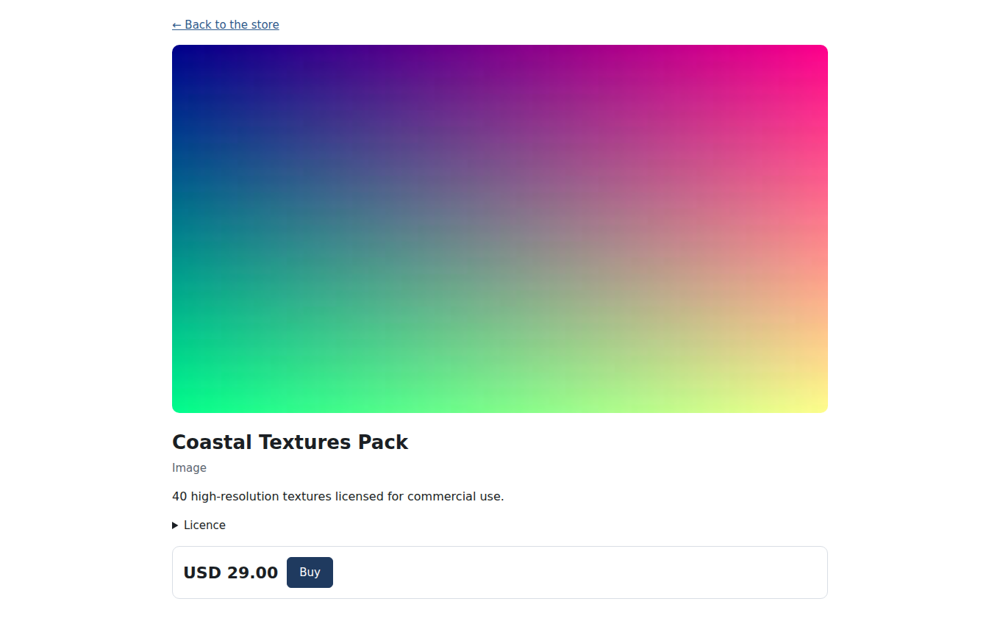 ← Back to the store
Coastal Textures Pack
Image
40 high-resolution textures licensed for commercial use.
Licence
USD 29.00 Buy